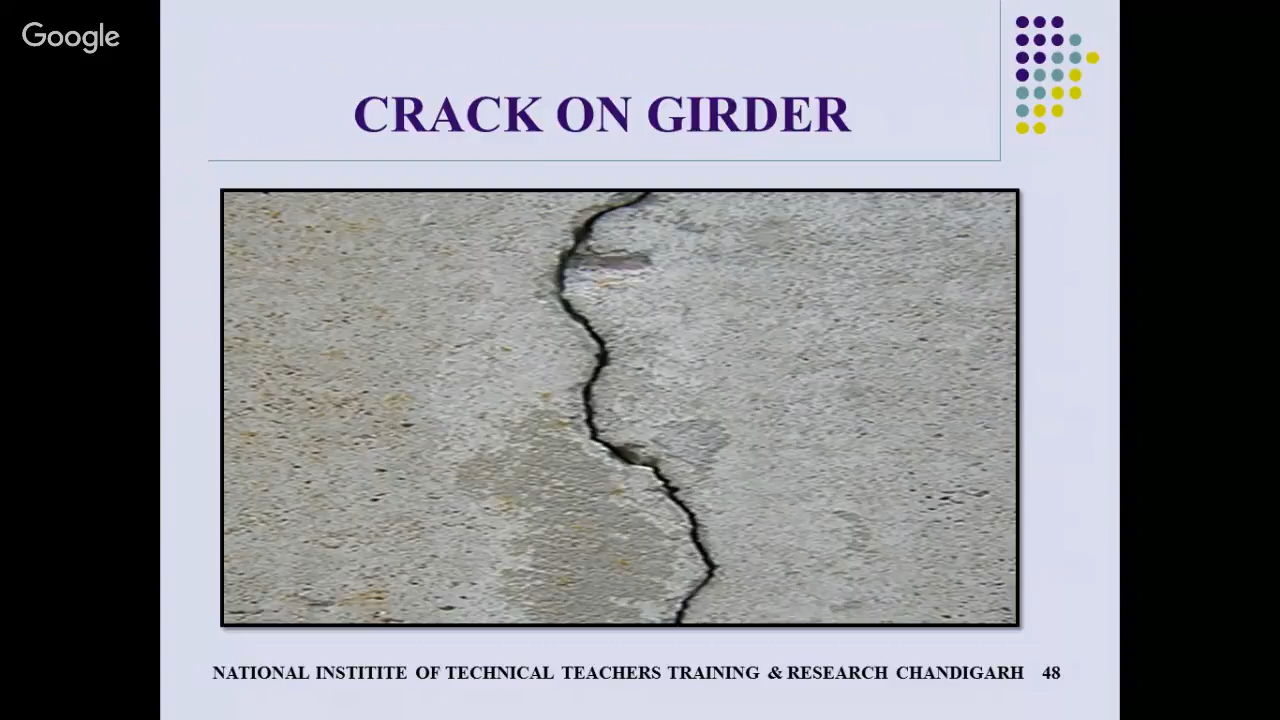 Google
CRACK ON GIRDER
NATIONAL INSTITITE OF TECHNICAL TEACHERS TRAINING & RESEARCH CHANDIGARH 48